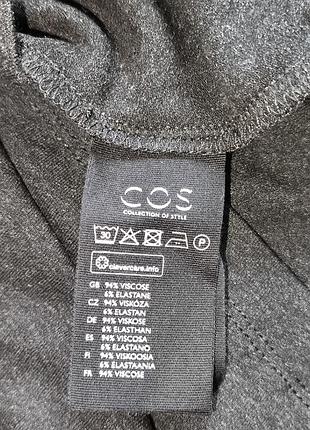 COS
COLLECTION OF STYLE
30 P
clevercare.info
GB 94% VISCOSE
6% ELASTANE
CZ 94% VISKÓZA
6% ELASTAN
DE 94% VISKOSE
6% ELASTHAN
ES 94% VISCOSA
6% ELASTANO
FI 94% VISKOOSIA
6% ELASTAANIA
FR 94% VISCOSE